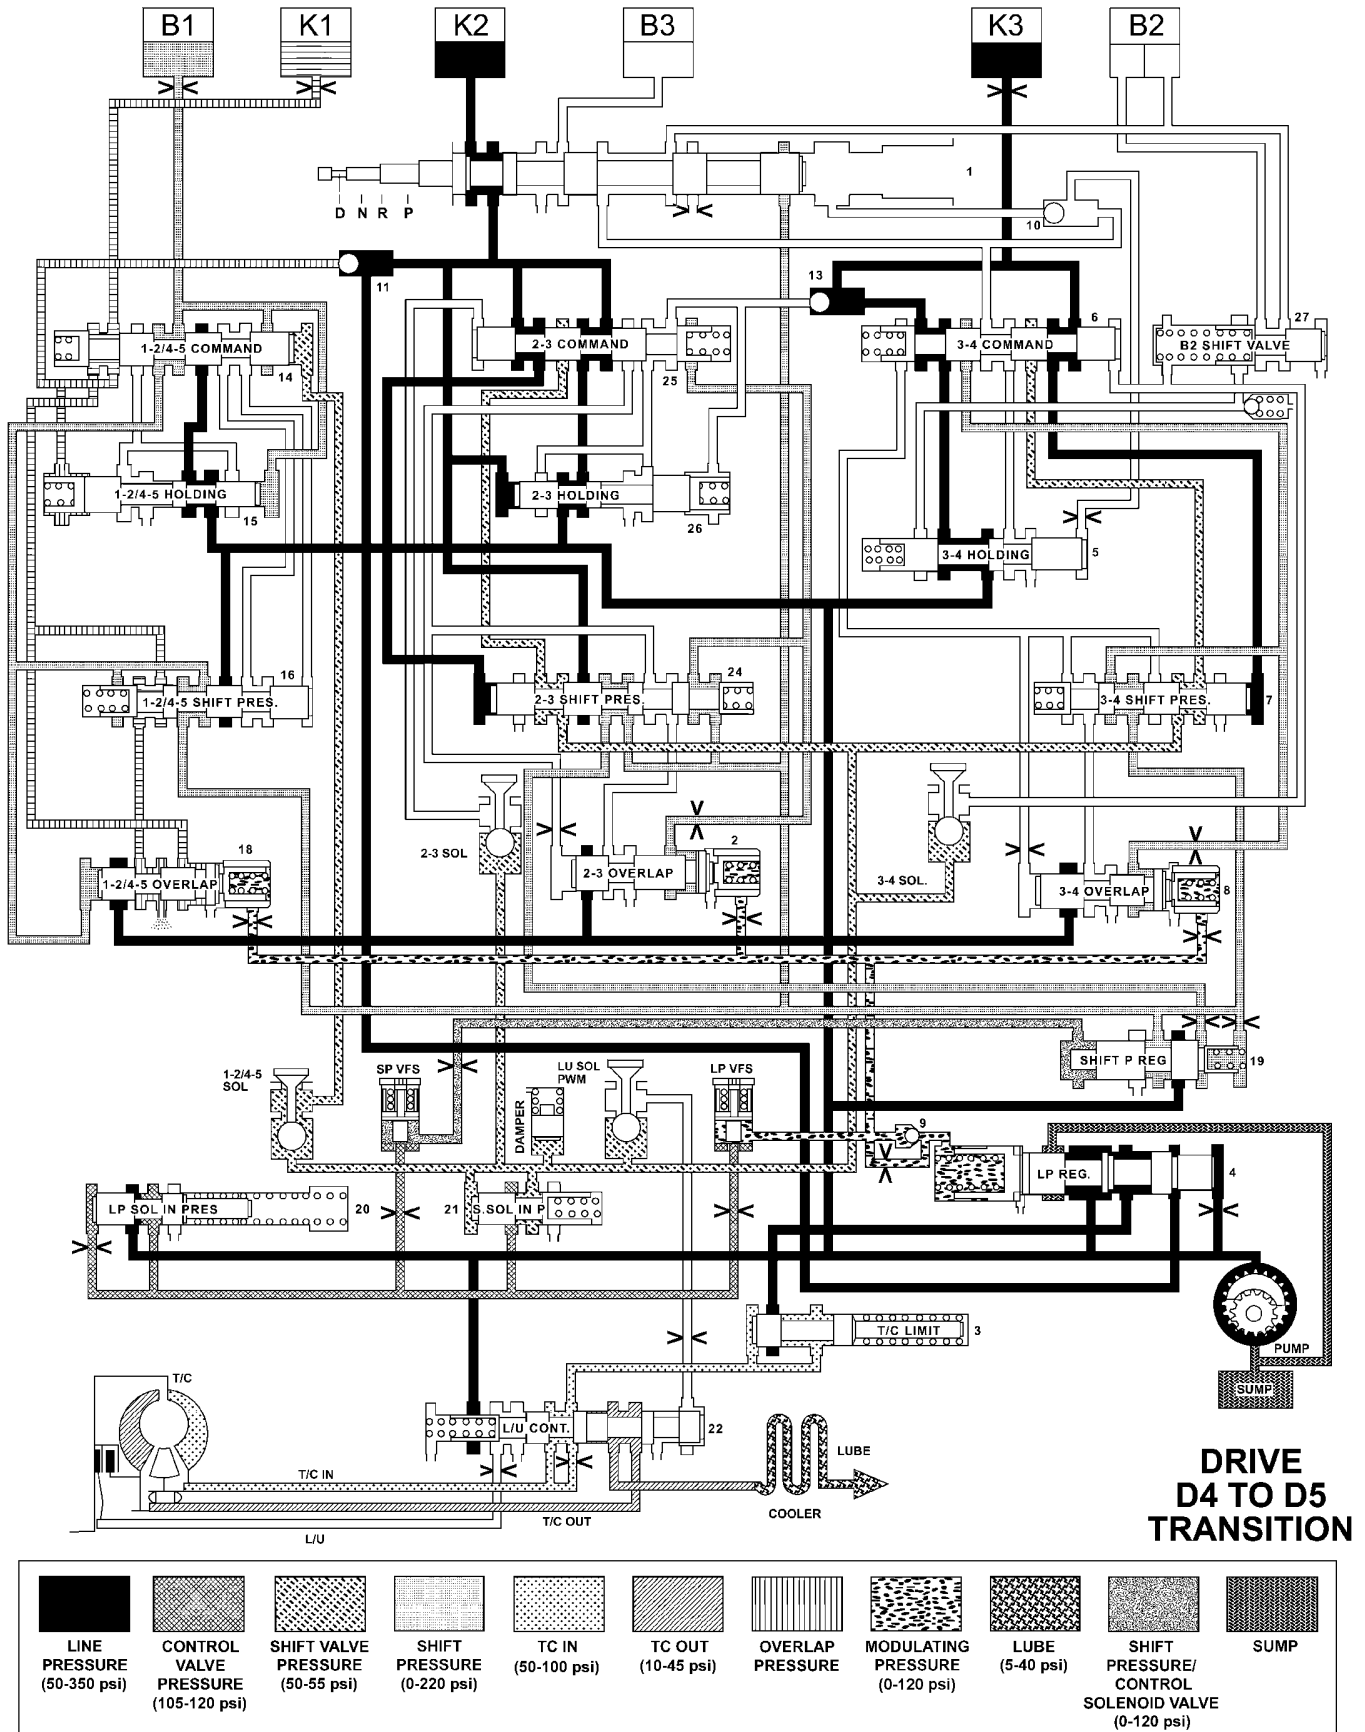 B1 K1 K2 B3 K3 B2
1
D N R P
10
11
13
6
27
1-2/4-5 COMMAND
2-3 COMMAND
3-4 COMMAND
B2 SHIFT VALVE
14
25
1-2/4-5 HOLDING
2-3 HOLDING
15
26
3-4 HOLDING
5
16
24
1-2/4-5 SHIFT PRES.
2-3 SHIFT PRES.
3-4 SHIFT PRES.
7
2-3 SOL
18
2
3-4 SOL.
1-2/4-5 OVERLAP
2-3 OVERLAP
3-4 OVERLAP
8
SHIFT P REG
19
1-2/4-5
SOL
SP VFS
LU SOL
PWM
LP VFS
DAMPER
9
LP REG.
4
LP SOL IN PRES
20
21
S.SOL IN P
T/C LIMIT
3
PUMP
SUMP
T/C
L/U CONT.
22
LUBE
T/C IN
COOLER
T/C OUT
L/U
DRIVE
D4 TO D5
TRANSITION
LINE
PRESSURE
(50-350 psi)
CONTROL
VALVE
PRESSURE
(105-120 psi)
SHIFT VALVE
PRESSURE
(50-55 psi)
SHIFT
PRESSURE
(0-220 psi)
TC IN
(50-100 psi)
TC OUT
(10-45 psi)
OVERLAP
PRESSURE
MODULATING
PRESSURE
(0-120 psi)
LUBE
(5-40 psi)
SHIFT
PRESSURE/
CONTROL
SOLENOID VALVE
(0-120 psi)
SUMP